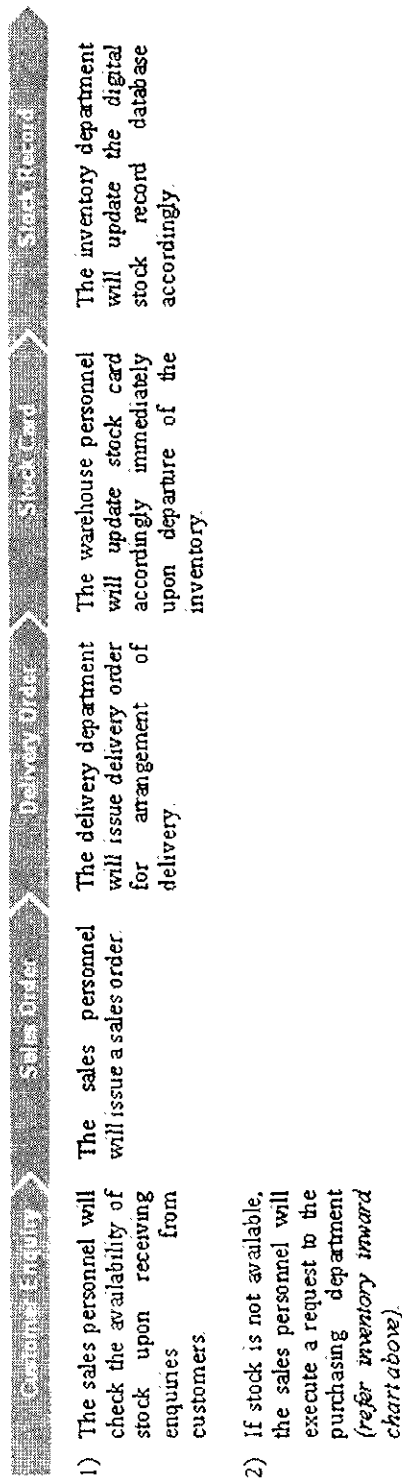 Customer Enquiry
Sales Order
Delivery Order
Stock Card
Stock Record
1) The sales personnel will
check the availability of
stock upon receiving
enquiries from
customers.
2) If stock is not available,
the sales personnel will
execute a request to the
purchasing department
(refer inventory inward
chart above).
The sales personnel
will issue a sales order.
The delivery department
will issue delivery order
for arrangement of
delivery.
The warehouse personnel
will update stock card
accordingly immediately
upon departure of the
inventory.
The inventory department
will update the digital
stock record database
accordingly.